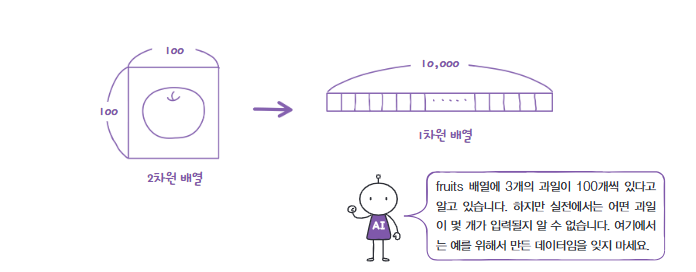 100
100
2차원 배열
10,000
1차원 배열
AI
fruits 배열에 3개의 과일이 100개씩 있다고
알고 있습니다. 하지만 실전에서는 어떤 과일
이 몇 개가 입력될지 알 수 없습니다. 여기에서
는 예를 위해서 만든 데이터임을 잊지 마세요.